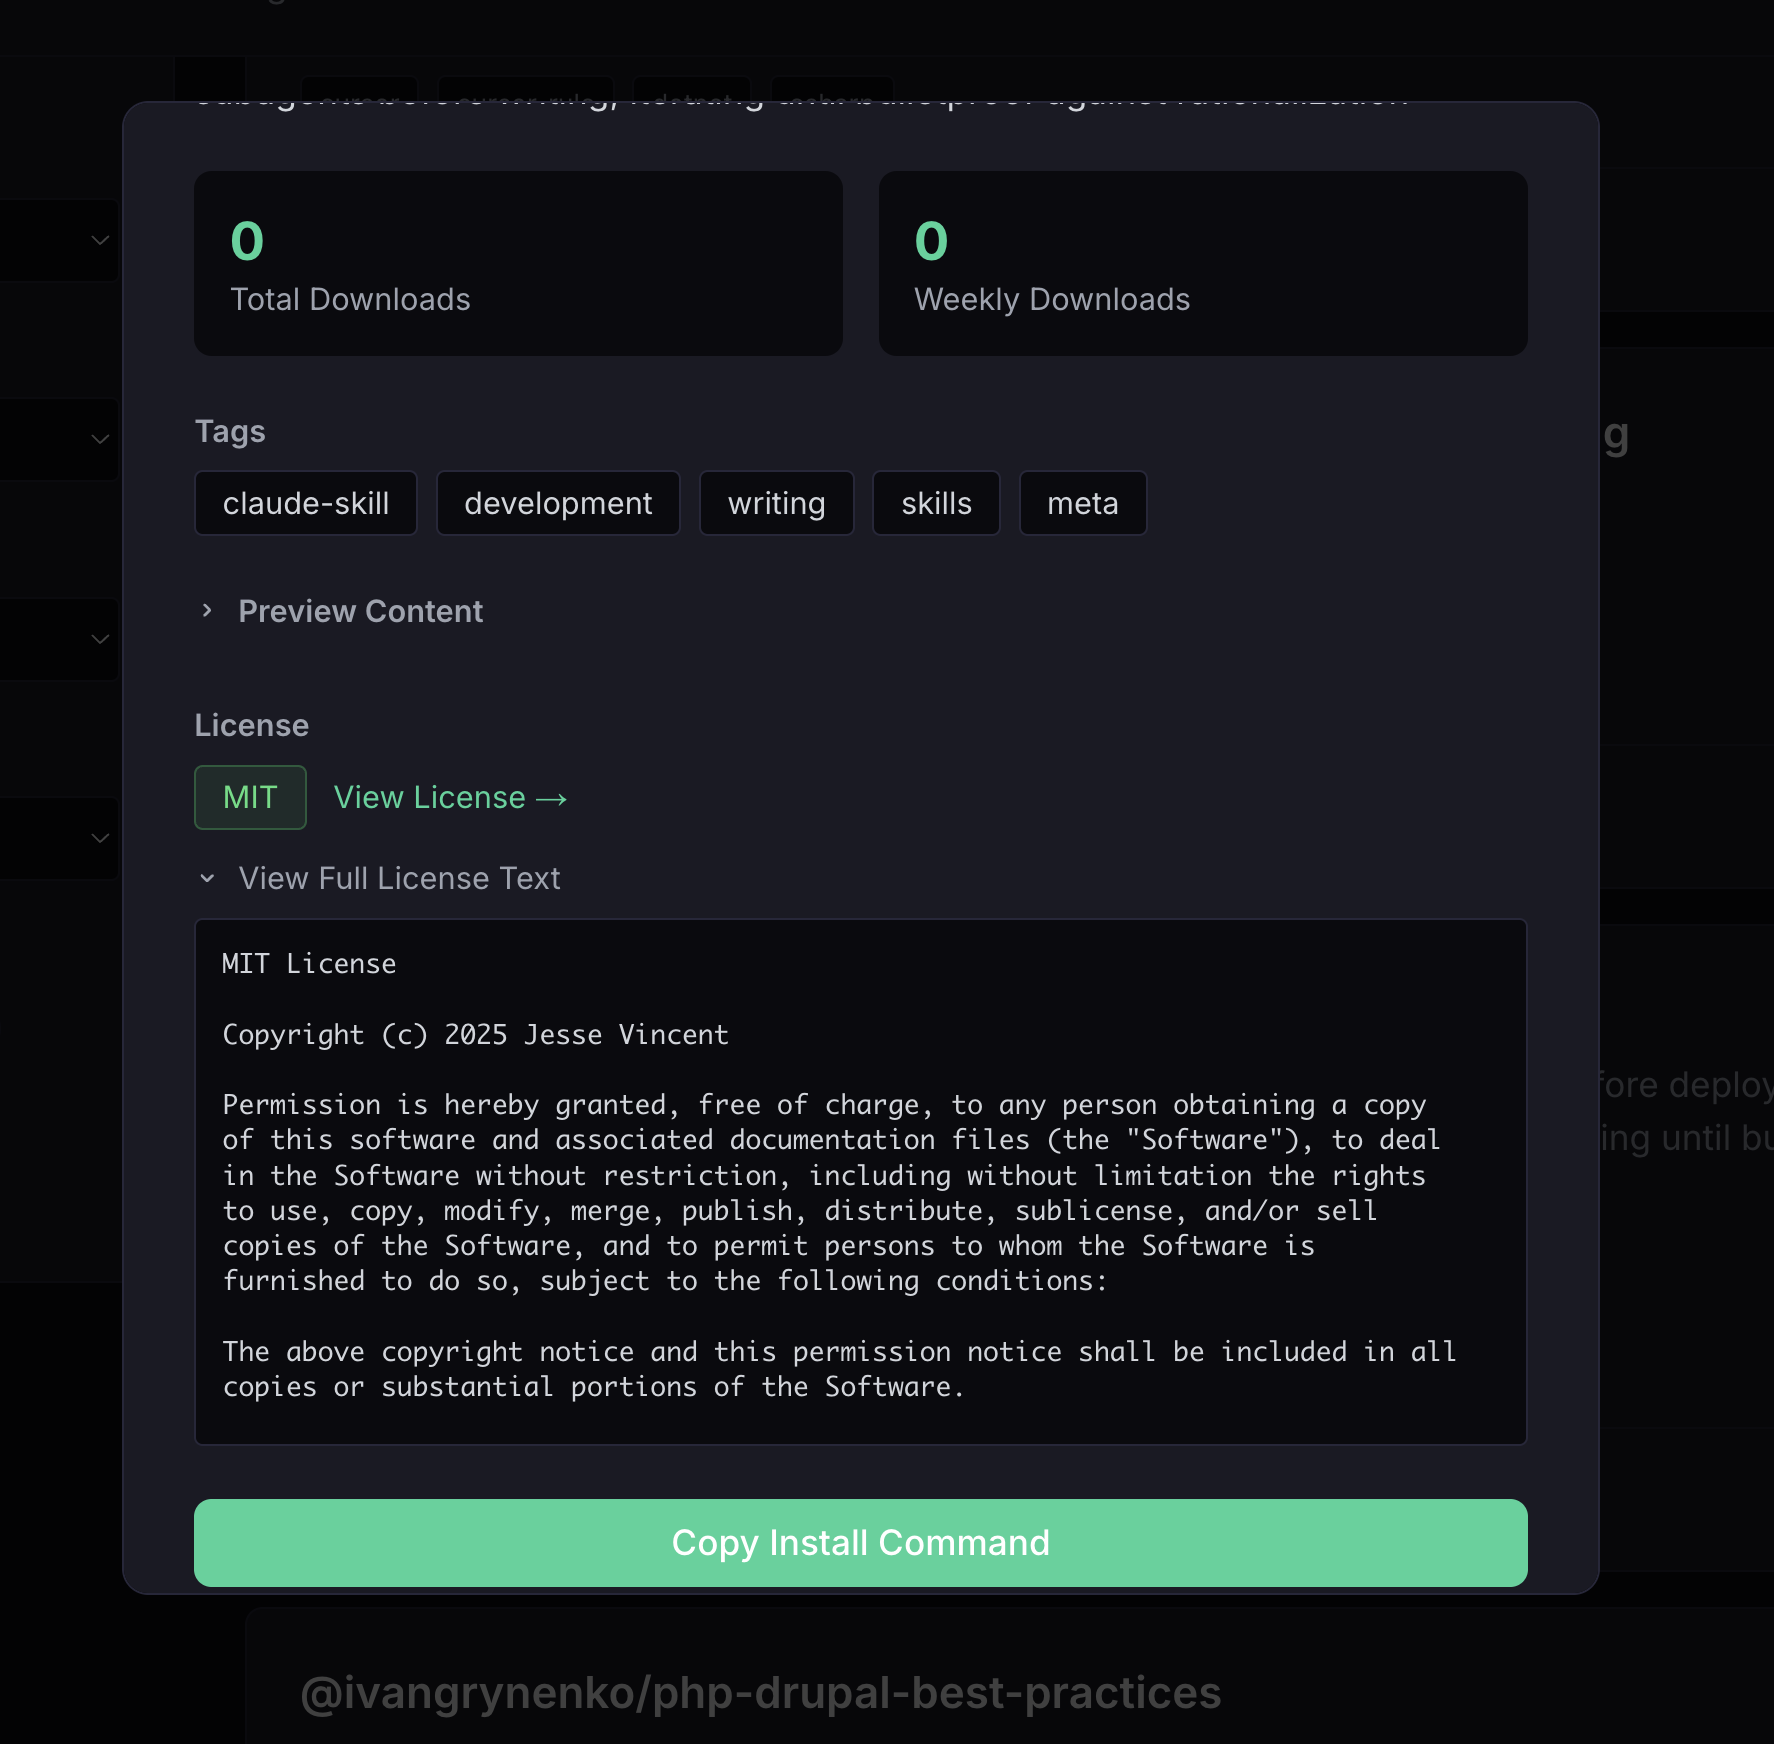 against rationalization
0
Total Downloads
0
Weekly Downloads
Tags
claude-skill
development
writing
skills
meta
g
› Preview Content
License
MIT
View License →
View Full License Text
MIT License
Copyright (c) 2025 Jesse Vincent
Permission is hereby granted, free of charge, to any person obtaining a copy
of this software and associated documentation files (the "Software"), to deal
in the Software without restriction, including without limitation the rights
to use, copy, modify, merge, publish, distribute, sublicense, and/or sell
copies of the Software, and to permit persons to whom the Software is
furnished to do so, subject to the following conditions:
The above copyright notice and this permission notice shall be included in all
copies or substantial portions of the Software.
fore deploy
ing until bu
Copy Install Command
@ivangrynenko/php-drupal-best-practices